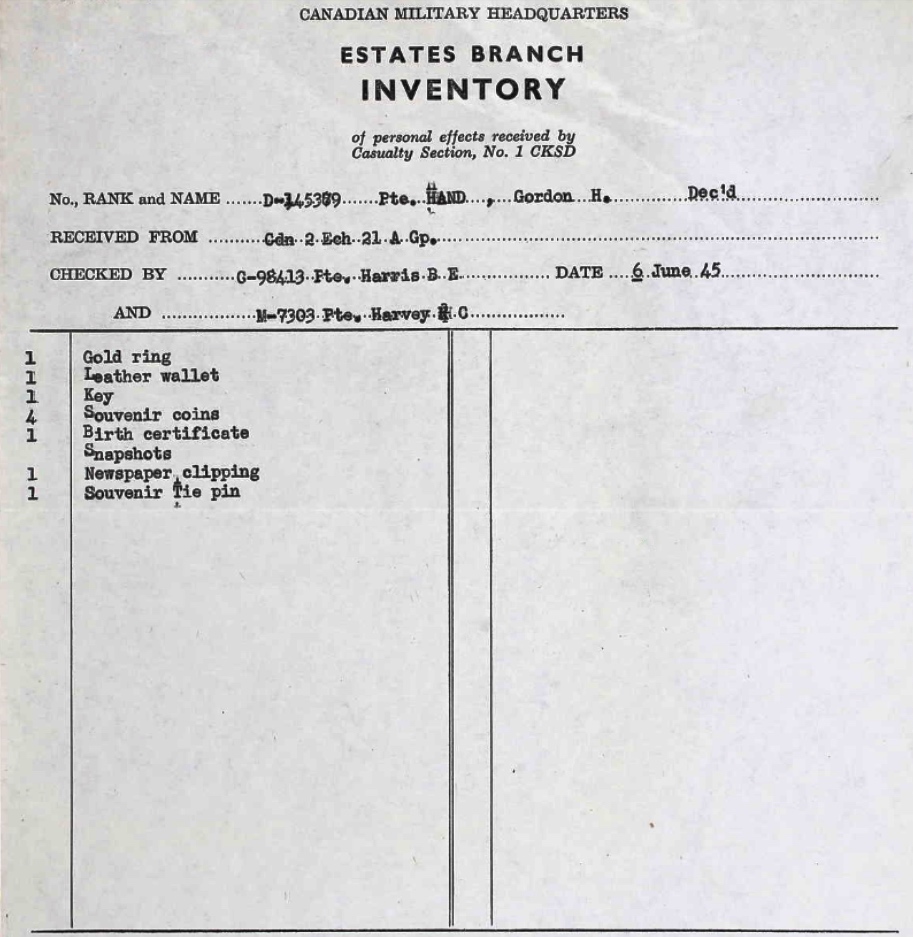 CANADIAN MILITARY HEADQUARTERS
ESTATES BRANCH
INVENTORY
of personal effects received by
Casualty Section, No. 1 CKSD
No., RANK and NAME Pte. HAND, Gordon H. Dec'd
RECEIVED FROM Cdn 2 Ech 21 A Gp.
CHECKED BY G-98413 Pte. Harris B E DATE 6 June 45
AND M-7303 Pte. Harvey C
1 Gold ring
1 Leather wallet
1 Key
4 Souvenir coins
1 Birth certificate
Snapshots
1 Newspaper clipping
1 Souvenir Tie pin